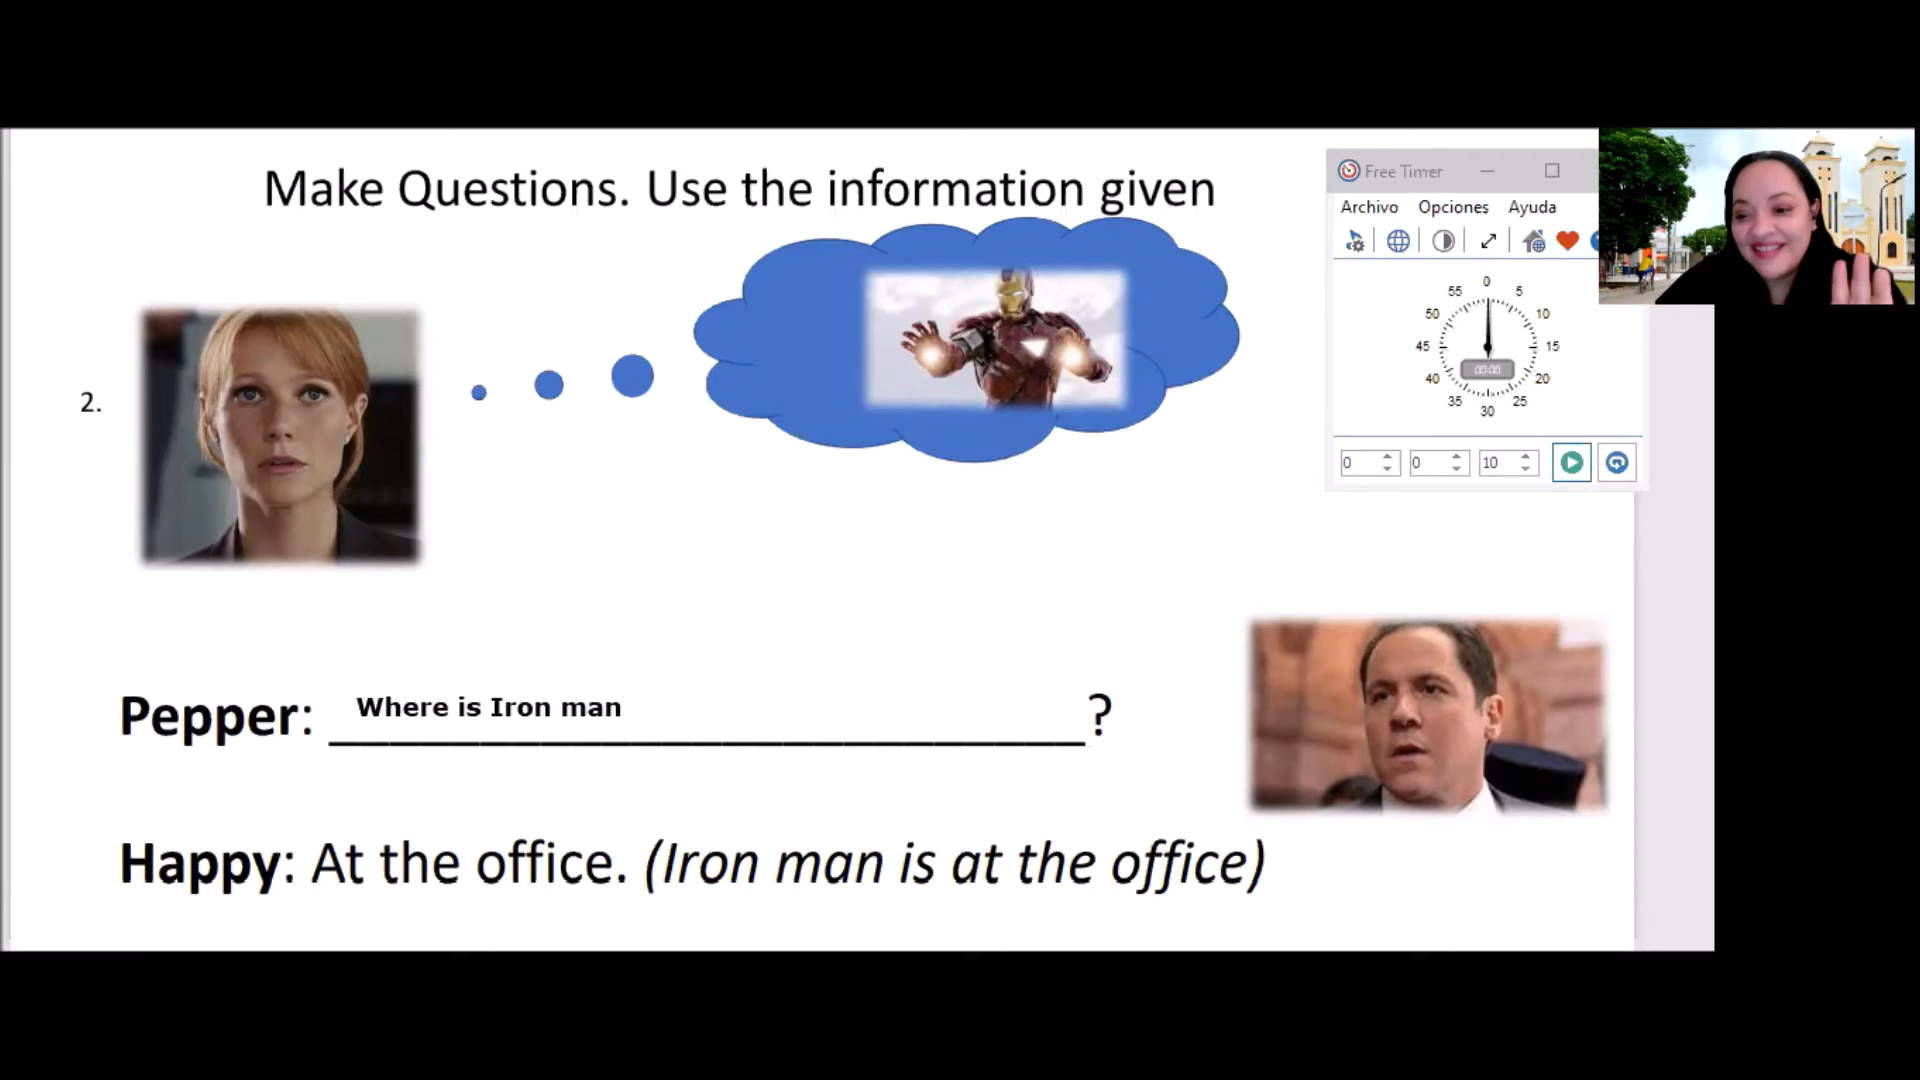 Make Questions. Use the information given
Free Timer
Archivo Opciones Ayuda
0
55 5
50 10
45 15
00:00
40 20
35 25
30
0 0 10
2.
Pepper: Where is Iron man ?
Happy: At the office. (Iron man is at the office)